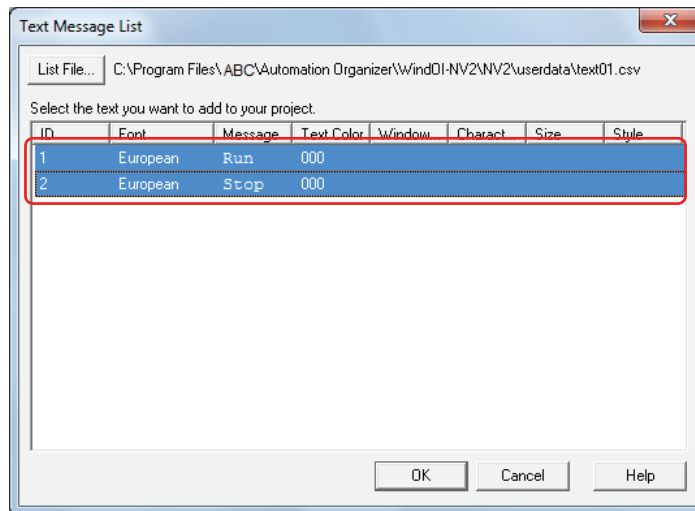 Text Message List
List File... C:\Program Files\ABC\Automation Organizer\WindOI-NV2\NV2\userdata\text01.csv
Select the text you want to add to your project.
ID Font Message Text Color Window... Charact... Size Style
1 European Run 000
2 European Stop 000
OK Cancel Help